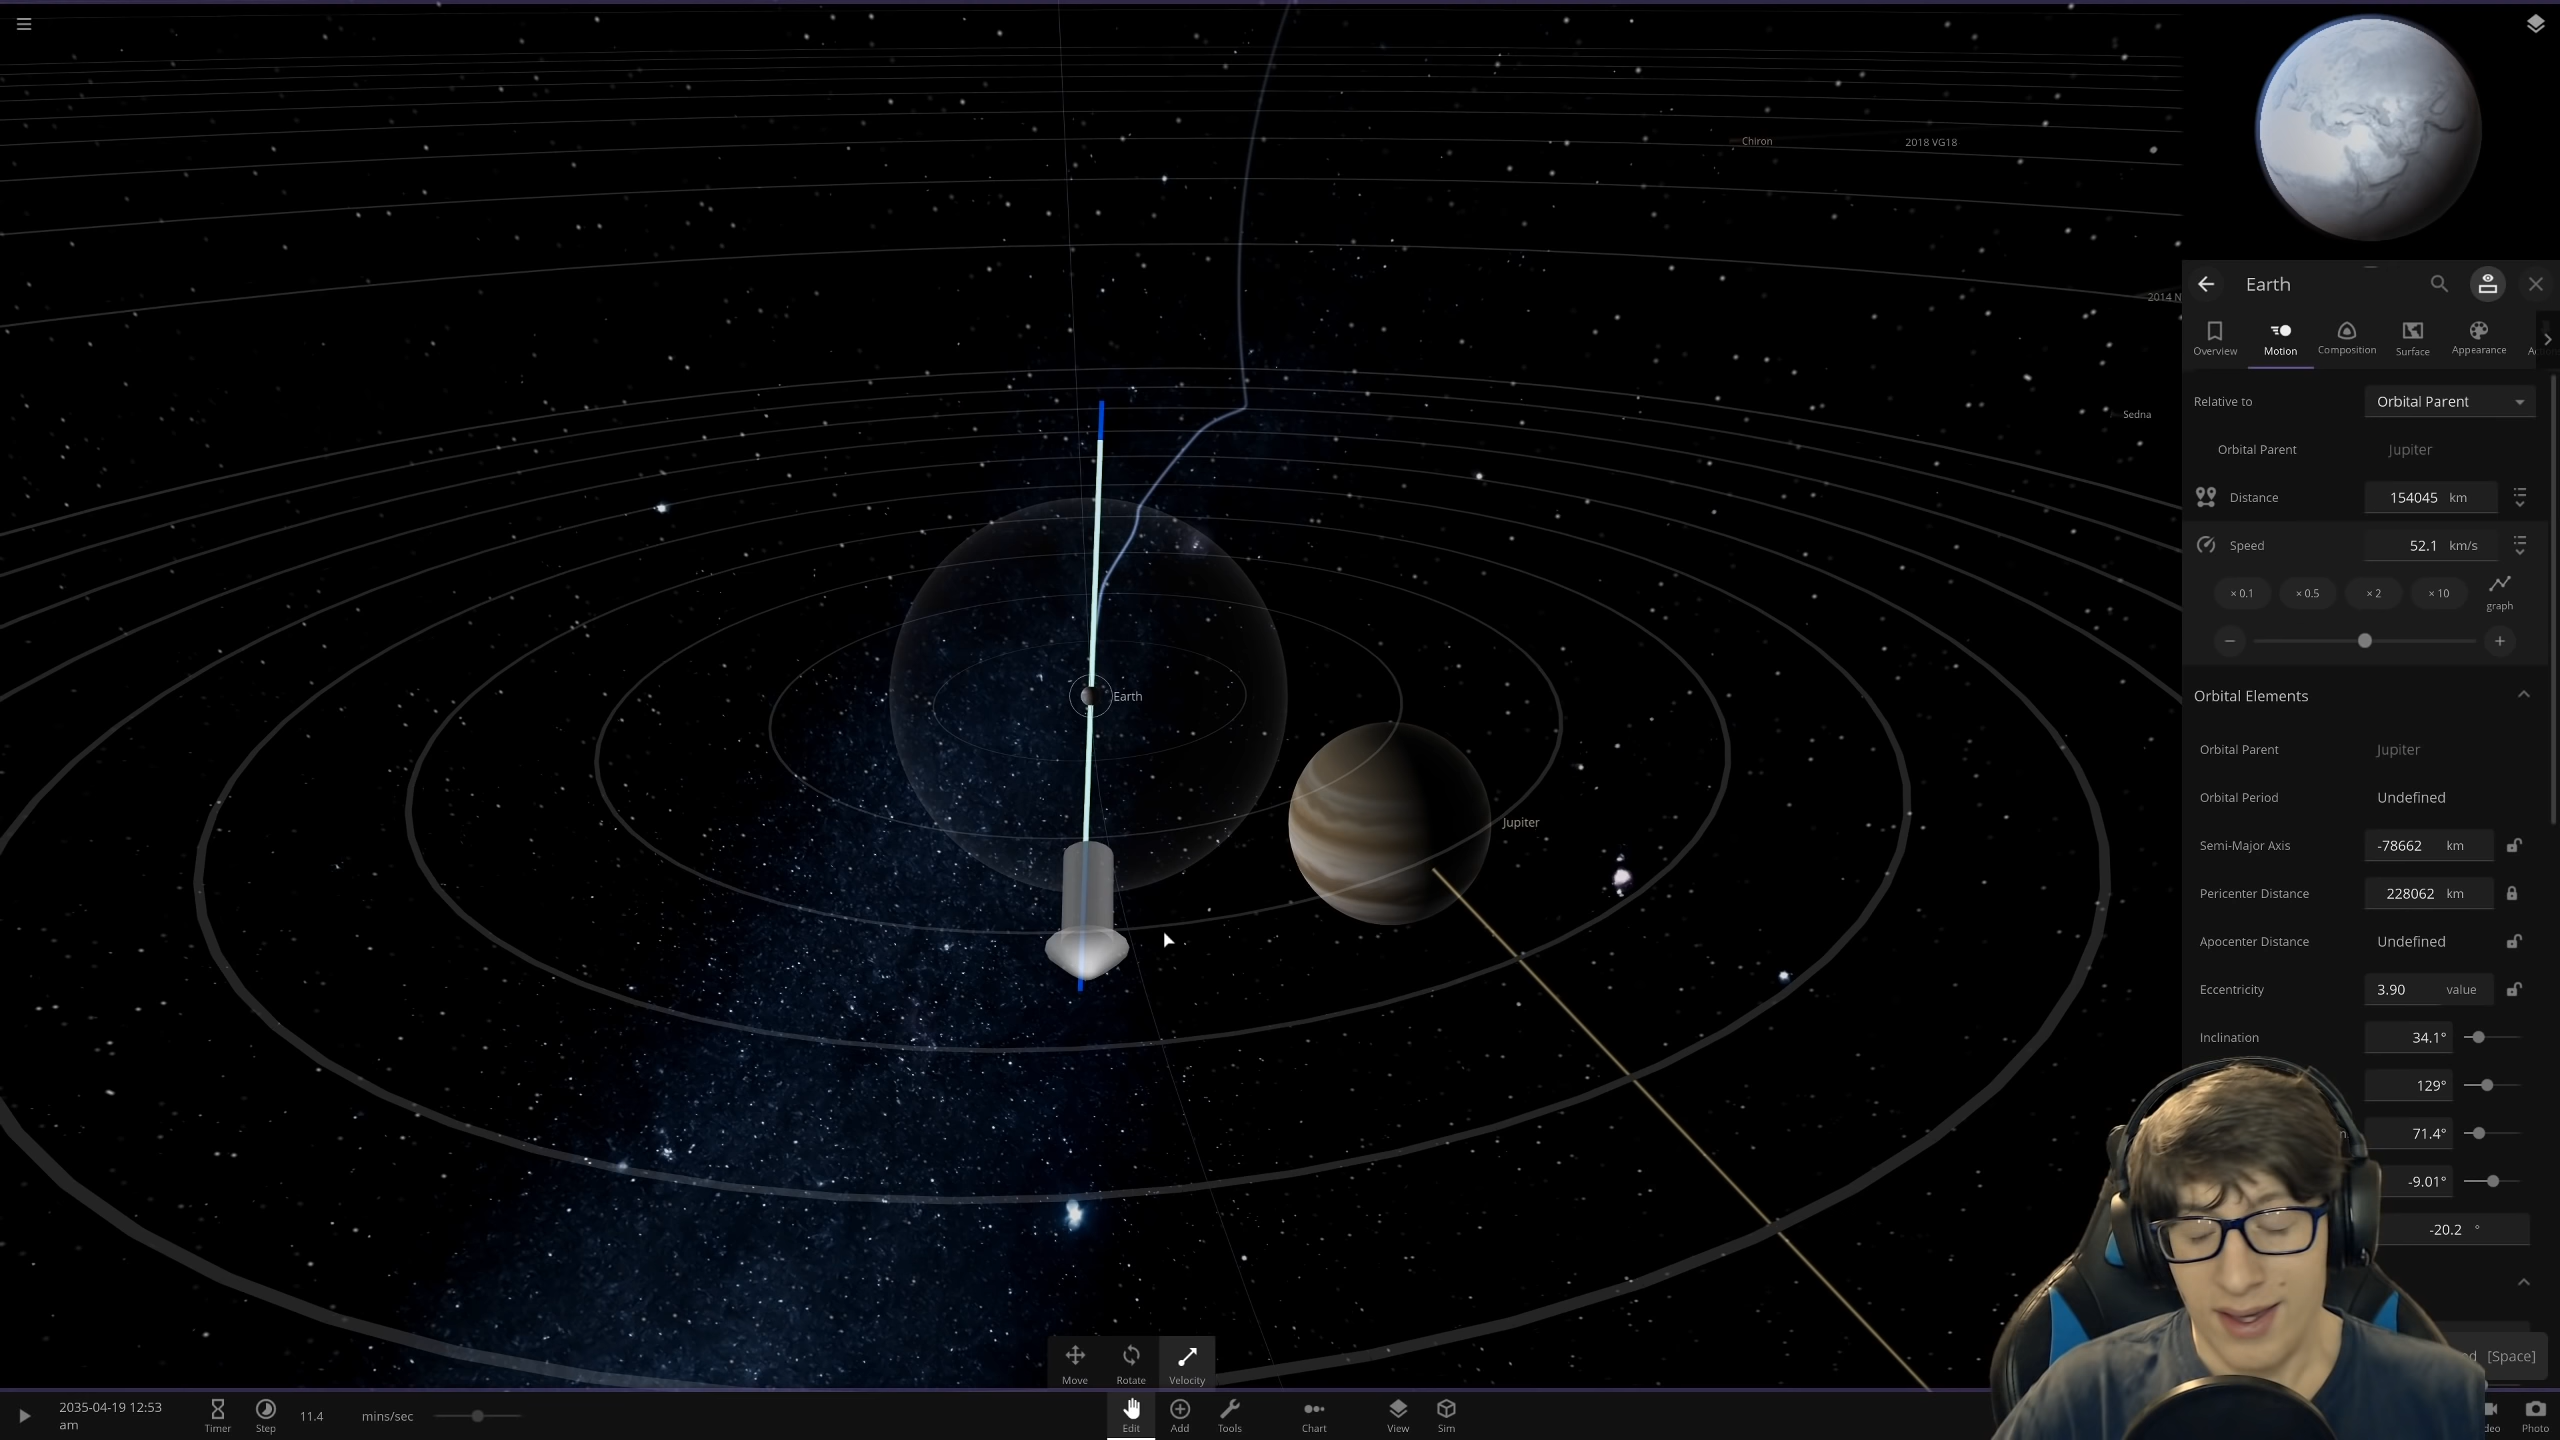 Chiron
2018 VG18
2014 N
Sedna
Earth
Jupiter
Earth
Overview
Motion
Composition
Surface
Appearance
Relative to
Orbital Parent
Orbital Parent
Jupiter
Distance
154045 km
Speed
52.1 km/s
× 0.1
× 0.5
× 2
× 10
graph
Orbital Elements
Orbital Parent
Jupiter
Orbital Period
Undefined
Semi-Major Axis
-78662 km
Pericenter Distance
228062 km
Apocenter Distance
Undefined
Eccentricity
3.90 value
Inclination
34.1°
129°
71.4°
-9.01°
-20.2 °
[Space]
Move
Rotate
Velocity
2035-04-19 12:53
am
Timer
Step
11.4 mins/sec
Edit
Add
Tools
Chart
View
Sim
deo
Photo